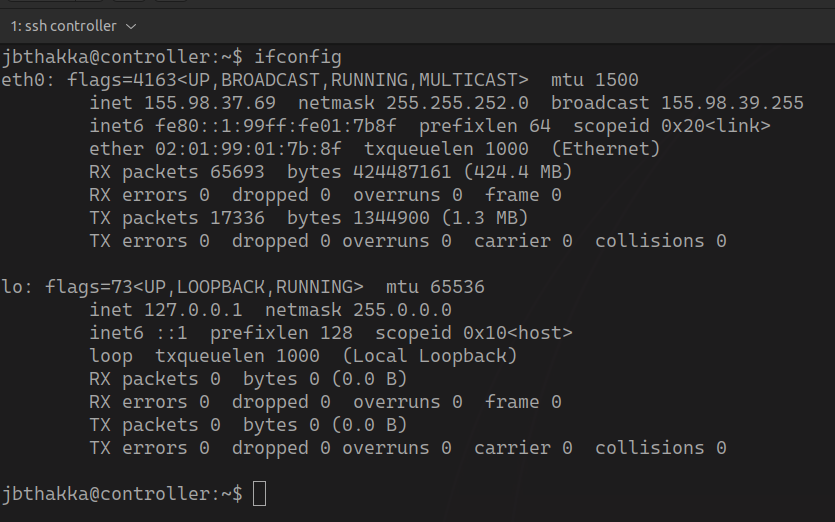 1: ssh controller
jbthakka@controller:~$ ifconfig
eth0: flags=4163<UP,BROADCAST,RUNNING,MULTICAST>  mtu 1500
        inet 155.98.37.69  netmask 255.255.252.0  broadcast 155.98.39.255
        inet6 fe80::1:99ff:fe01:7b8f  prefixlen 64  scopeid 0x20<link>
        ether 02:01:99:01:7b:8f  txqueuelen 1000  (Ethernet)
        RX packets 65693  bytes 424487161 (424.4 MB)
        RX errors 0  dropped 0  overruns 0  frame 0
        TX packets 17336  bytes 1344900 (1.3 MB)
        TX errors 0  dropped 0 overruns 0  carrier 0  collisions 0

lo: flags=73<UP,LOOPBACK,RUNNING>  mtu 65536
        inet 127.0.0.1  netmask 255.0.0.0
        inet6 ::1  prefixlen 128  scopeid 0x10<host>
        loop  txqueuelen 1000  (Local Loopback)
        RX packets 0  bytes 0 (0.0 B)
        RX errors 0  dropped 0  overruns 0  frame 0
        TX packets 0  bytes 0 (0.0 B)
        TX errors 0  dropped 0 overruns 0  carrier 0  collisions 0

jbthakka@controller:~$